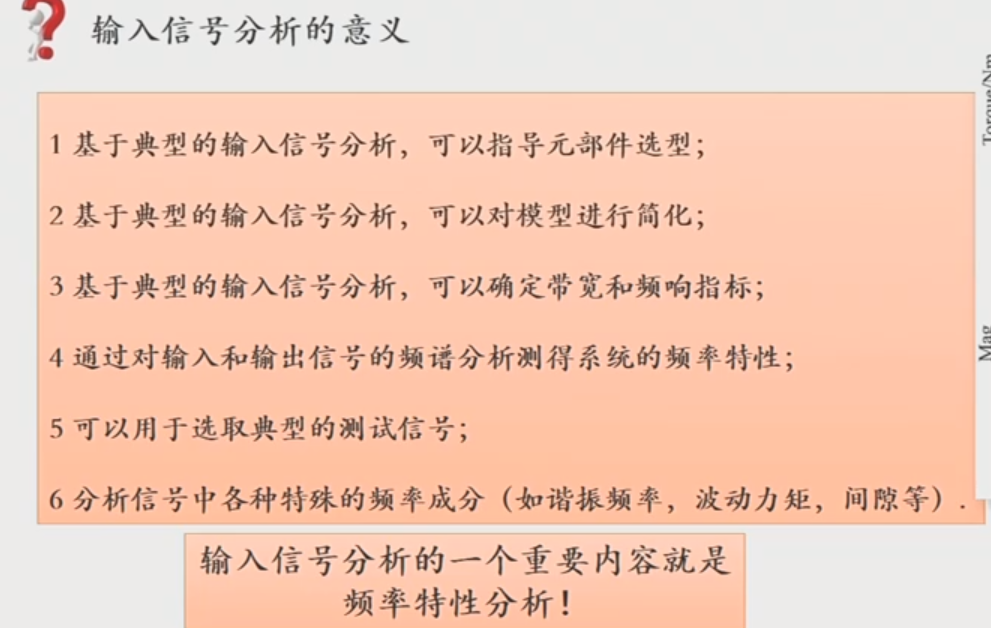 输入信号分析的意义
1 基于典型的输入信号分析，可以指导元部件选型；
2 基于典型的输入信号分析，可以对模型进行简化；
3 基于典型的输入信号分析，可以确定带宽和频响指标；
4 通过对输入和输出信号的频谱分析测得系统的频率特性；
5 可以用于选取典型的测试信号；
6 分析信号中各种特殊的频率成分（如谐振频率，波动力矩，间隙等）.
输入信号分析的一个重要内容就是
频率特性分析！
Torque/Nm
Mag